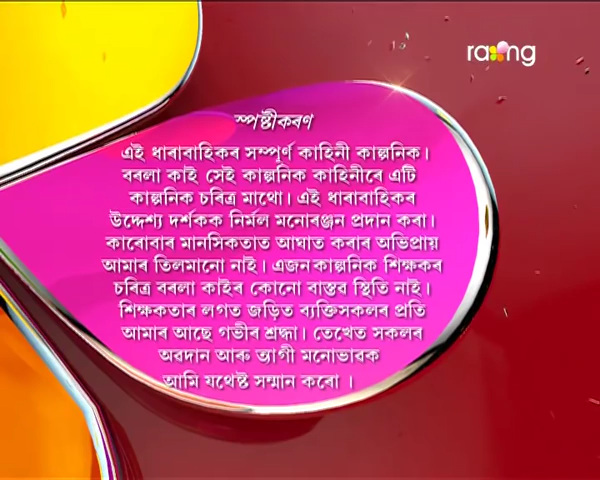 rang
স্পষ্টীকৰণ
এই ধাৰাবাহিকৰ সম্পূৰ্ণ কাহিনী কাল্পনিক।
বৰলা কাই সেই কাল্পনিক কাহিনীৰে এটি
কাল্পনিক চৰিত্ৰ মাথো। এই ধাৰাবাহিকৰ
উদ্দেশ্য দৰ্শকক নিৰ্মল মনোৰঞ্জন প্ৰদান কৰা।
কাৰোবাৰ মানসিকতাত আঘাত কৰাৰ অভিপ্ৰায়
আমাৰ তিলমানো নাই। এজন কাল্পনিক শিক্ষকৰ
চৰিত্ৰ বৰলা কাইৰ কোনো বাস্তৱ স্থিতি নাই।
শিক্ষকতাৰ লগত জড়িত ব্যক্তিসকলৰ প্ৰতি
আমাৰ আছে গভীৰ শ্ৰদ্ধা। তেখেত সকলৰ
অৱদান আৰু ত্যাগী মনোভাবক
আমি যথেষ্ট সন্মান কৰো ।